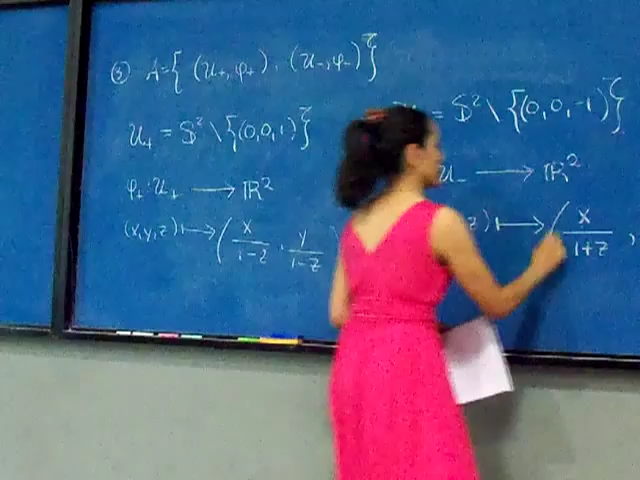 ③ A = { (U₊, φ₊), (U₋, φ₋) }
U₊ = S² \ {(0,0,1)}
φ₊: U₊ → ℝ²
(x,y,z) ↦ ( x/1-z , y/1-z
= S² \ {(0,0,-1)}
U₋ → ℝ²
z) ↦ ( x/1+z ,